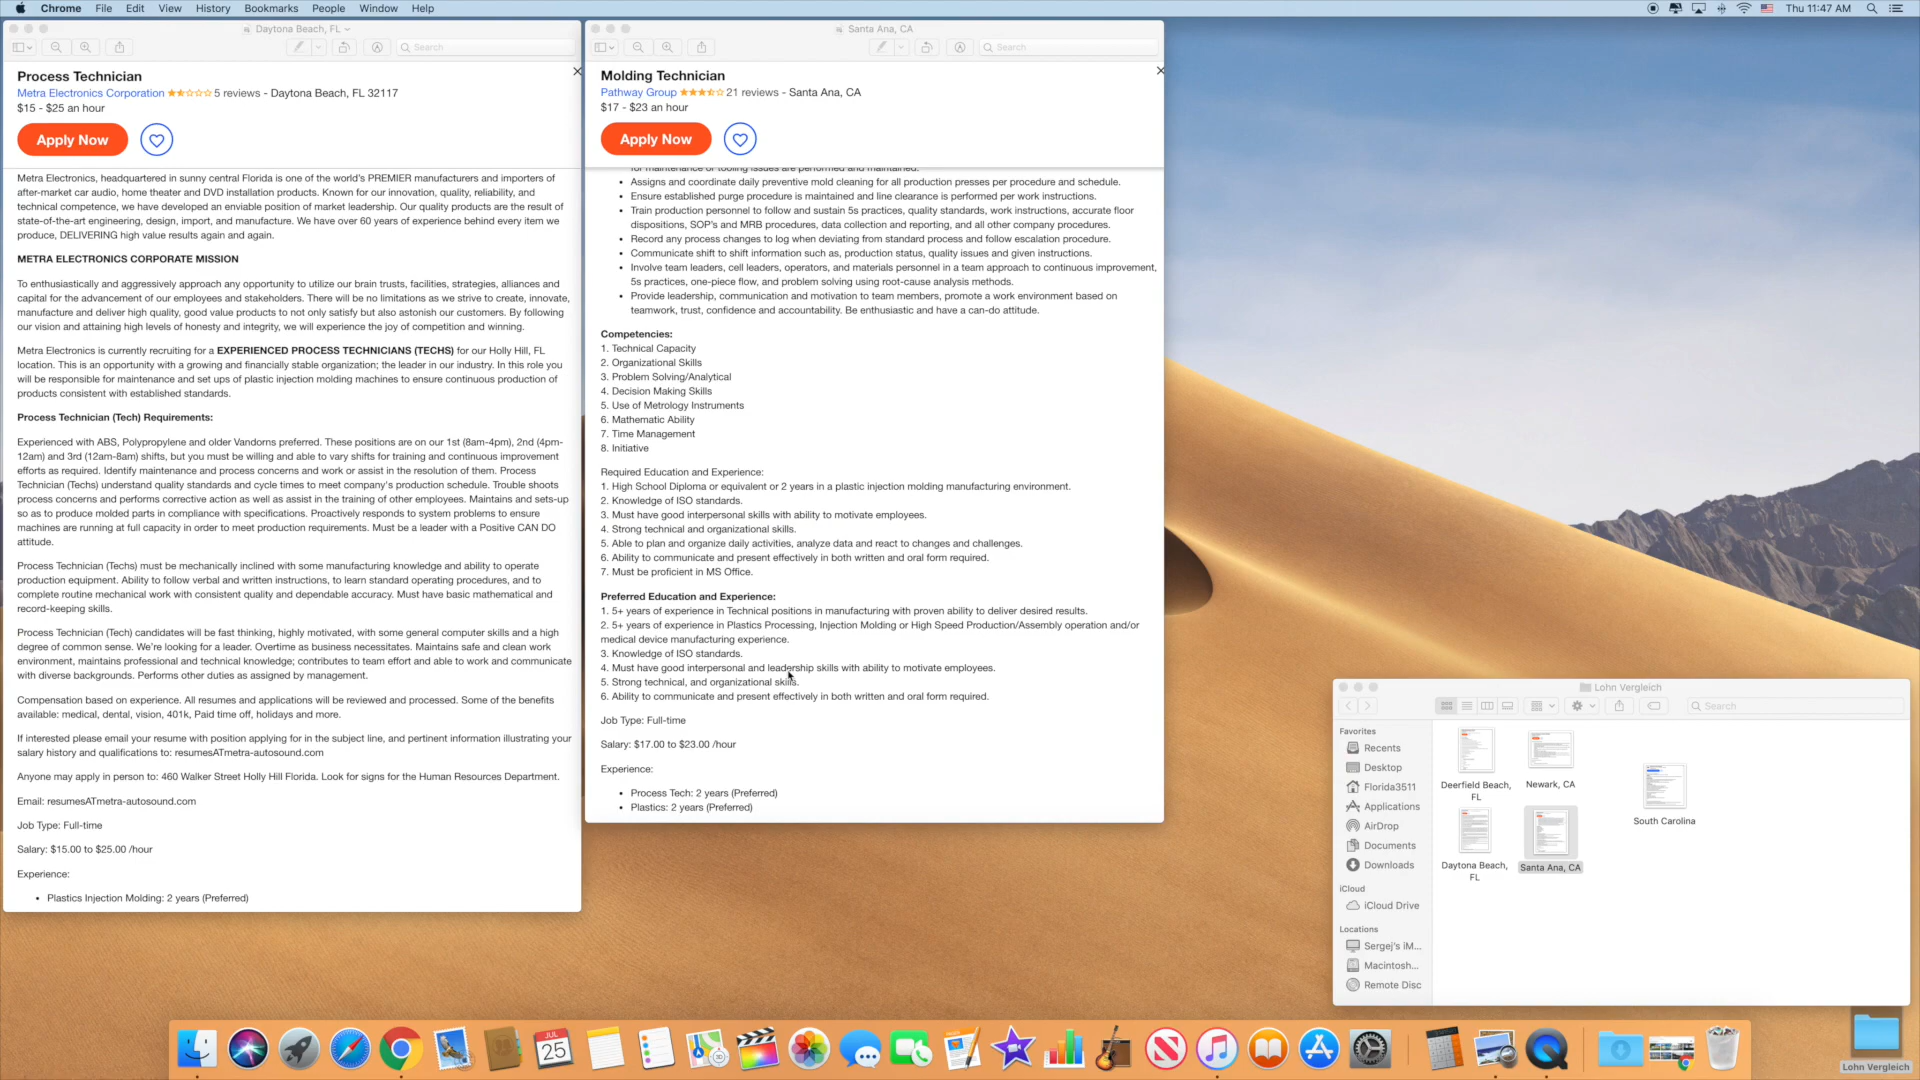 Chrome File Edit View History Bookmarks People Window Help
Thu 11:47 AM
Daytona Beach, FL
Search
Process Technician
Metra Electronics Corporation 5 reviews - Daytona Beach, FL 32117
$15 - $25 an hour
Apply Now
Metra Electronics, headquartered in sunny central Florida is one of the world's PREMIER manufacturers and importers of
after-market car audio, home theater and DVD installation products. Known for our innovation, quality, reliability, and
technical competence, we have developed an enviable position of market leadership. Our quality products are the result of
state-of-the-art engineering, design, import, and manufacture. We have over 60 years of experience behind every item we
produce, DELIVERING high value results again and again.
METRA ELECTRONICS CORPORATE MISSION
To enthusiastically and aggressively approach any opportunity to utilize our brain trusts, facilities, strategies, alliances and
capital for the advancement of our employees and stakeholders. There will be no limitations as we strive to create, innovate,
manufacture and deliver high quality, good value products to not only satisfy but also astonish our customers. By following
our vision and attaining high levels of honesty and integrity, we will experience the joy of competition and winning.
Metra Electronics is currently recruiting for a EXPERIENCED PROCESS TECHNICIANS (TECHS) for our Holly Hill, FL
location. This is an opportunity with a growing and financially stable organization; the leader in our industry. In this role you
will be responsible for maintenance and set ups of plastic injection molding machines to ensure continuous production of
products consistent with established standards.
Process Technician (Tech) Requirements:
Experienced with ABS, Polypropylene and older Vandorns preferred. These positions are on our 1st (8am-4pm), 2nd (4pm-
12am) and 3rd (12am-8am) shifts, but you must be willing and able to vary shifts for training and continuous improvement
efforts as required. Identify maintenance and process concerns and work or assist in the resolution of them. Process
Technician (Techs) understand quality standards and cycle times to meet company's production schedule. Trouble shoots
process concerns and performs corrective action as well as assist in the training of other employees. Maintains and sets-up
so as to produce molded parts in compliance with specifications. Proactively responds to system problems to ensure
machines are running at full capacity in order to meet production requirements. Must be a leader with a Positive CAN DO
attitude.
Process Technician (Techs) must be mechanically inclined with some manufacturing knowledge and ability to operate
production equipment. Ability to follow verbal and written instructions, to learn standard operating procedures, and to
complete routine mechanical work with consistent quality and dependable accuracy. Must have basic mathematical and
record-keeping skills.
Process Technician (Tech) candidates will be fast thinking, highly motivated, with some general computer skills and a high
degree of common sense. We're looking for a leader. Overtime as business necessitates. Maintains safe and clean work
environment, maintains professional and technical knowledge; contributes to team effort and able to work and communicate
with diverse backgrounds. Performs other duties as assigned by management.
Compensation based on experience. All resumes and applications will be reviewed and processed. Some of the benefits
available: medical, dental, vision, 401k, Paid time off, holidays and more.
If interested please email your resume with position applying for in the subject line, and pertinent information illustrating your
salary history and qualifications to: resumesATmetra-autosound.com
Anyone may apply in person to: 460 Walker Street Holly Hill Florida. Look for signs for the Human Resources Department.
Email: resumesATmetra-autosound.com
Job Type: Full-time
Salary: $15.00 to $25.00 /hour
Experience:
• Plastics Injection Molding: 2 years (Preferred)
Santa Ana, CA
Search
Molding Technician
Pathway Group 21 reviews - Santa Ana, CA
$17 - $23 an hour
Apply Now
for maintenance or tooling issues are performed and maintained.
• Assigns and coordinate daily preventive mold cleaning for all production presses per procedure and schedule.
• Ensure established purge procedure is maintained and line clearance is performed per work instructions.
• Train production personnel to follow and sustain 5s practices, quality standards, work instructions, accurate floor
dispositions, SOP's and MRB procedures, data collection and reporting, and all other company procedures.
• Record any process changes to log when deviating from standard process and follow escalation procedure.
• Communicate shift to shift information such as, production status, quality issues and given instructions.
• Involve team leaders, cell leaders, operators, and materials personnel in a team approach to continuous improvement,
5s practices, one-piece flow, and problem solving using root-cause analysis methods.
• Provide leadership, communication and motivation to team members, promote a work environment based on
teamwork, trust, confidence and accountability. Be enthusiastic and have a can-do attitude.
Competencies:
1. Technical Capacity
2. Organizational Skills
3. Problem Solving/Analytical
4. Decision Making Skills
5. Use of Metrology Instruments
6. Mathematic Ability
7. Time Management
8. Initiative
Required Education and Experience:
1. High School Diploma or equivalent or 2 years in a plastic injection molding manufacturing environment.
2. Knowledge of ISO standards.
3. Must have good interpersonal skills with ability to motivate employees.
4. Strong technical and organizational skills.
5. Able to plan and organize daily activities, analyze data and react to changes and challenges.
6. Ability to communicate and present effectively in both written and oral form required.
7. Must be proficient in MS Office.
Preferred Education and Experience:
1. 5+ years of experience in Technical positions in manufacturing with proven ability to deliver desired results.
2. 5+ years of experience in Plastics Processing, Injection Molding or High Speed Production/Assembly operation and/or
medical device manufacturing experience.
3. Knowledge of ISO standards.
4. Must have good interpersonal and leadership skills with ability to motivate employees.
5. Strong technical, and organizational skills.
6. Ability to communicate and present effectively in both written and oral form required.
Job Type: Full-time
Salary: $17.00 to $23.00 /hour
Experience:
• Process Tech: 2 years (Preferred)
• Plastics: 2 years (Preferred)
Lohn Vergleich
Search
Favorites
Recents
Desktop
Florida3511
Applications
AirDrop
Documents
Downloads
iCloud
iCloud Drive
Locations
Sergej's iM...
Macintosh...
Remote Disc
Deerfield Beach,
FL
Newark, CA
South Carolina
Daytona Beach,
FL
Santa Ana, CA
JUL
25
Lohn Vergleich